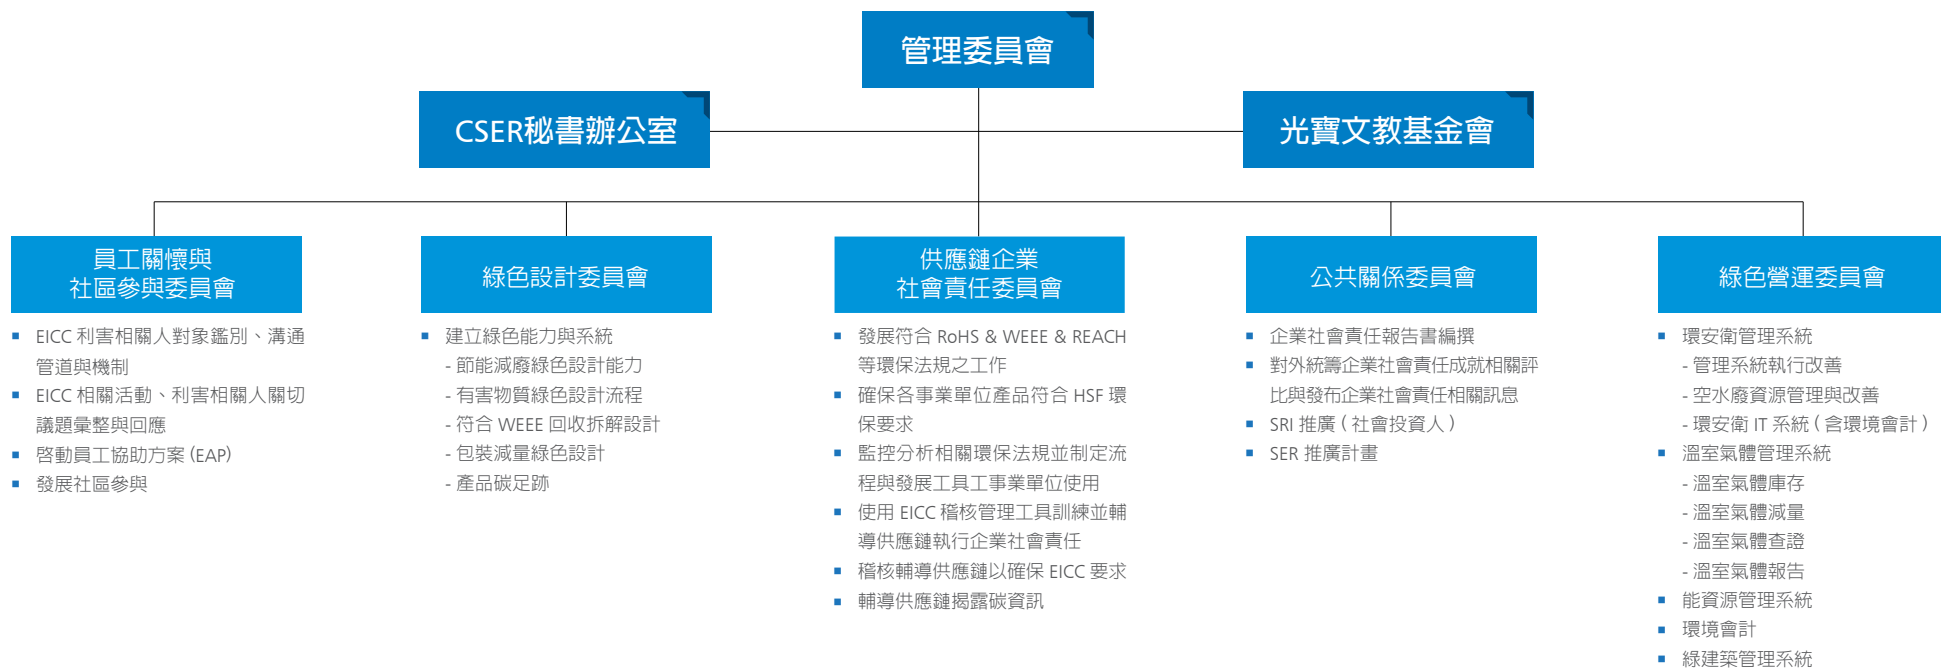 管理委員會
CSER秘書辦公室
光寶文教基金會
員工關懷與
社區參與委員會
▪ EICC 利害相關人對象鑑別、溝通
管道與機制
▪ EICC 相關活動、利害相關人關切
議題彙整與回應
▪ 啓動員工協助方案 (EAP)
▪ 發展社區參與
綠色設計委員會
▪ 建立綠色能力與系統
- 節能減廢綠色設計能力
- 有害物質綠色設計流程
- 符合 WEEE 回收拆解設計
- 包裝減量綠色設計
- 產品碳足跡
供應鏈企業
社會責任委員會
▪ 發展符合 RoHS & WEEE & REACH
等環保法規之工作
▪ 確保各事業單位產品符合 HSF 環
保要求
▪ 監控分析相關環保法規並制定流
程與發展工具工事業單位使用
▪ 使用 EICC 稽核管理工具訓練並輔
導供應鏈執行企業社會責任
▪ 稽核輔導供應鏈以確保 EICC 要求
▪ 輔導供應鏈揭露碳資訊
公共關係委員會
▪ 企業社會責任報告書編撰
▪ 對外統籌企業社會責任成就相關評
比與發布企業社會責任相關訊息
▪ SRI 推廣 ( 社會投資人 )
▪ SER 推廣計畫
綠色營運委員會
▪ 環安衛管理系統
- 管理系統執行改善
- 空水廢資源管理與改善
- 環安衛 IT 系統 ( 含環境會計 )
▪ 溫室氣體管理系統
- 溫室氣體庫存
- 溫室氣體減量
- 溫室氣體查證
- 溫室氣體報告
▪ 能資源管理系統
▪ 環境會計
▪ 綠建築管理系統